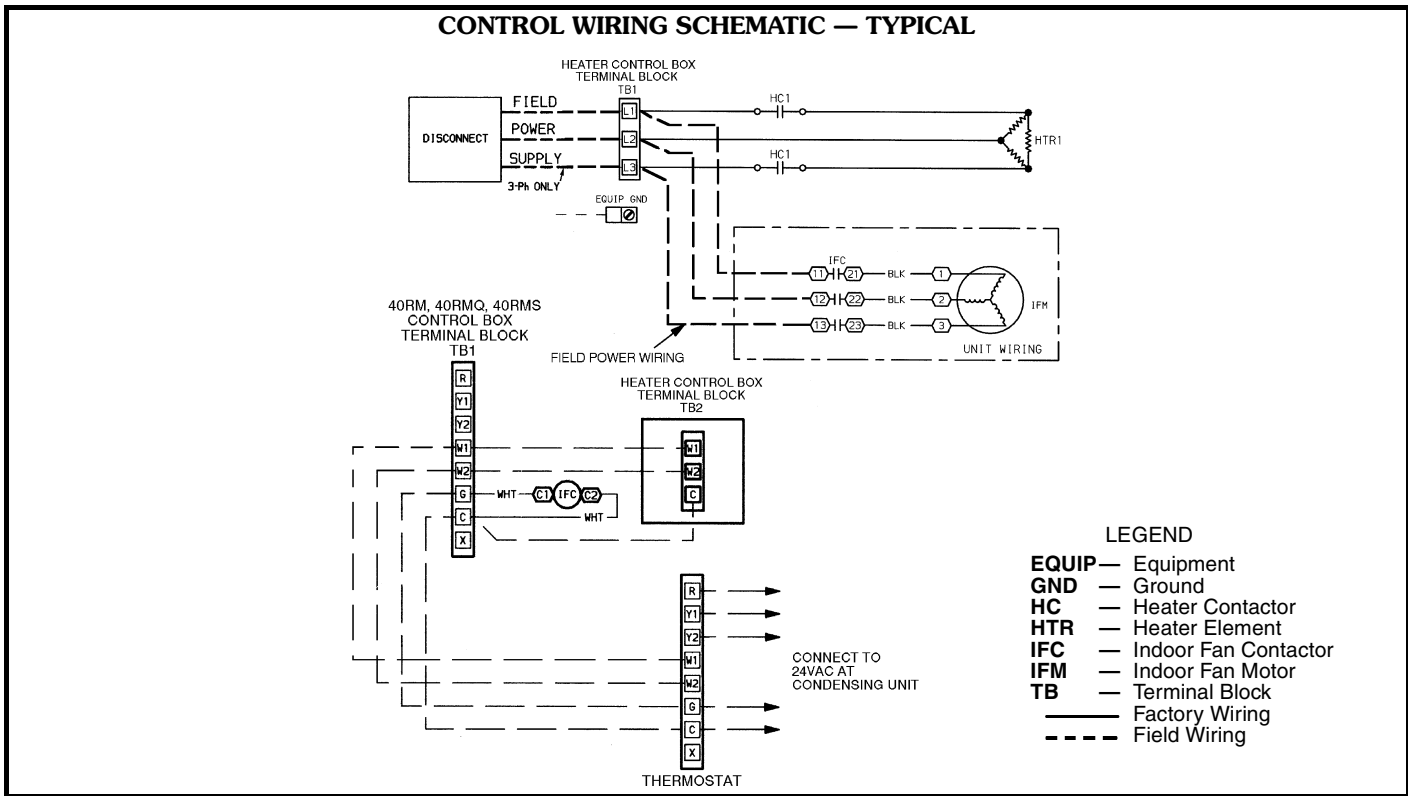 CONTROL WIRING SCHEMATIC — TYPICAL
HEATER CONTROL BOX
TERMINAL BLOCK
TB1
DISCONNECT
FIELD
POWER
SUPPLY
3-Ph ONLY
L1
L2
L3
HC1
HC1
HTR1
EQUIP GND
IFC
11
21
BLK
1
12
22
BLK
2
13
23
BLK
3
IFM
UNIT WIRING
FIELD POWER WIRING
40RM, 40RMQ, 40RMS
CONTROL BOX
TERMINAL BLOCK
TB1
R
Y1
Y2
W1
W2
G
C
X
WHT
C1
IFC
C2
WHT
HEATER CONTROL BOX
TERMINAL BLOCK
TB2
W1
W2
C
R
Y1
Y2
W1
W2
G
C
X
THERMOSTAT
CONNECT TO
24VAC AT
CONDENSING UNIT
LEGEND
EQUIP — Equipment
GND — Ground
HC — Heater Contactor
HTR — Heater Element
IFC — Indoor Fan Contactor
IFM — Indoor Fan Motor
TB — Terminal Block
Factory Wiring
Field Wiring